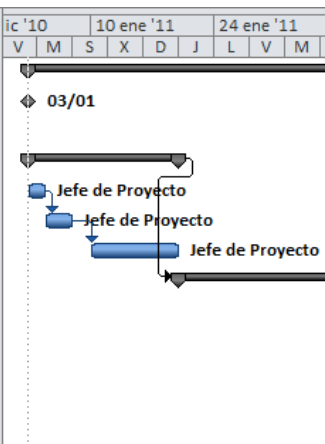 ic '10 10 ene '11 24 ene '11
V M S X D J L V M
03/01
Jefe de Proyecto
Jefe de Proyecto
Jefe de Proyecto